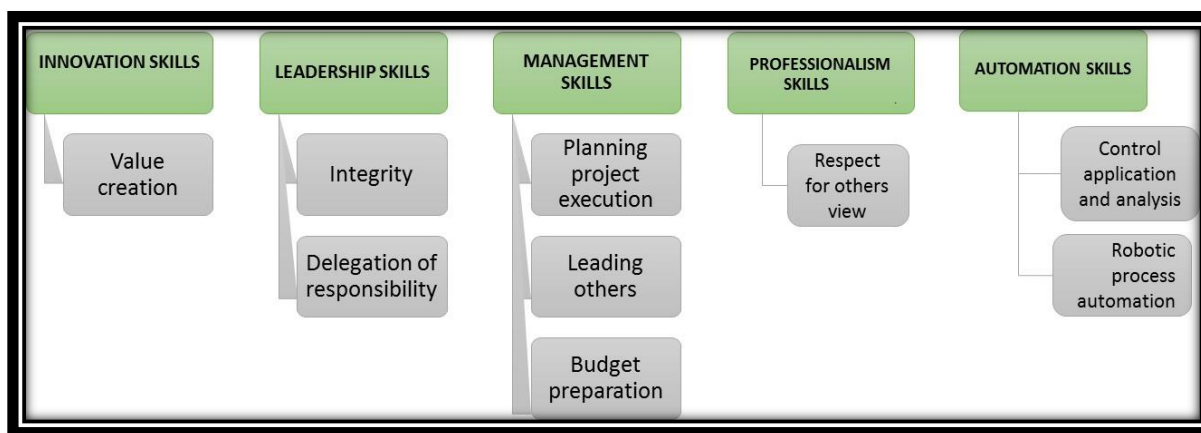 INNOVATION SKILLS
Value
creation
LEADERSHIP SKILLS
Integrity
Delegation of
responsibility
MANAGEMENT
SKILLS
Planning
project
execution
Leading
others
Budget
preparation
PROFESSIONALISM
SKILLS
Respect
for others
view
AUTOMATION SKILLS
Control
application
and analysis
Robotic
process
automation